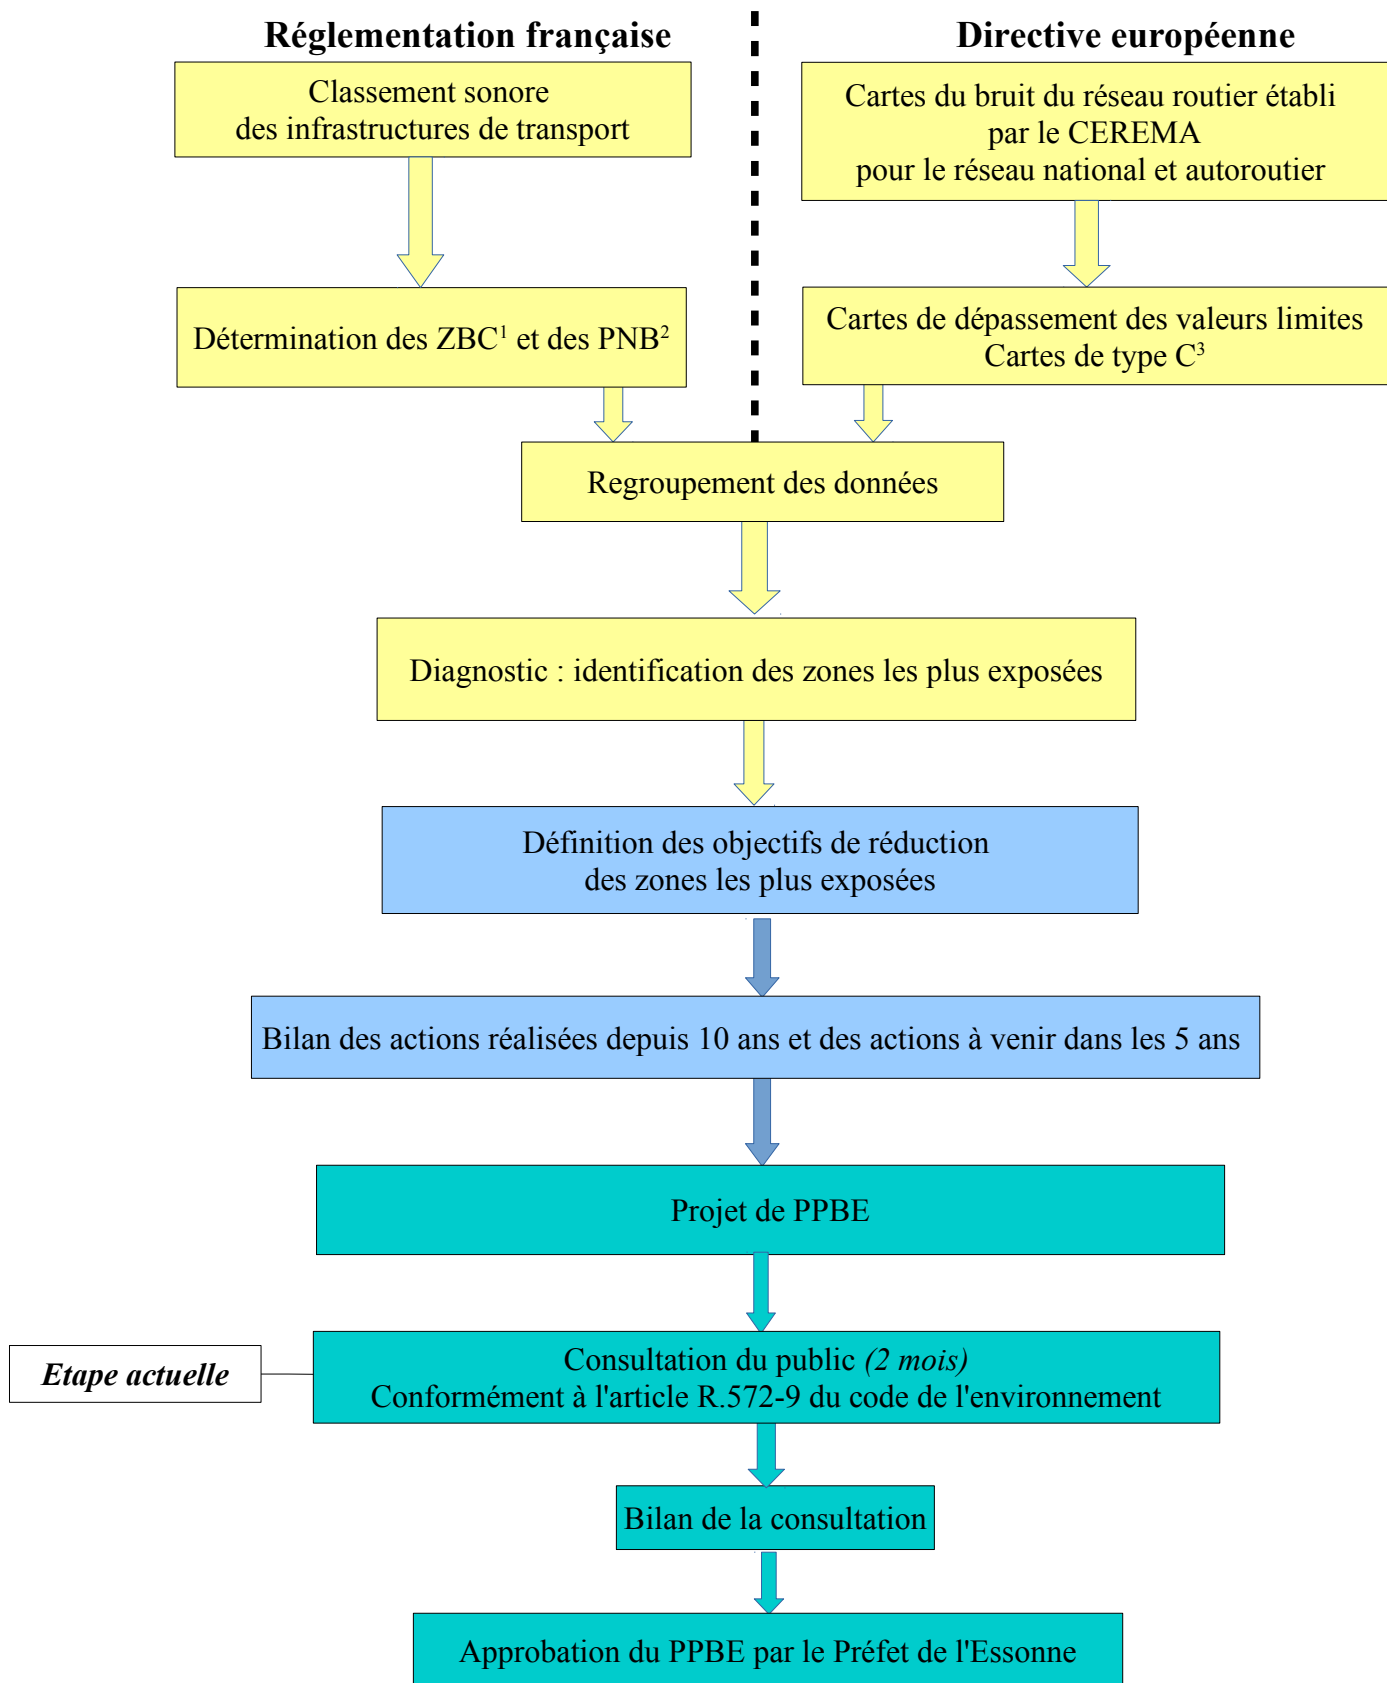 Réglementation française
Directive européenne
Classement sonore
des infrastructures de transport
Cartes du bruit du réseau routier établi
par le CEREMA
pour le réseau national et autoroutier
Détermination des ZBC¹ et des PNB²
Cartes de dépassement des valeurs limites
Cartes de type C³
Regroupement des données
Diagnostic : identification des zones les plus exposées
Définition des objectifs de réduction
des zones les plus exposées
Bilan des actions réalisées depuis 10 ans et des actions à venir dans les 5 ans
Projet de PPBE
Etape actuelle
Consultation du public (2 mois)
Conformément à l'article R.572-9 du code de l'environnement
Bilan de la consultation
Approbation du PPBE par le Préfet de l'Essonne